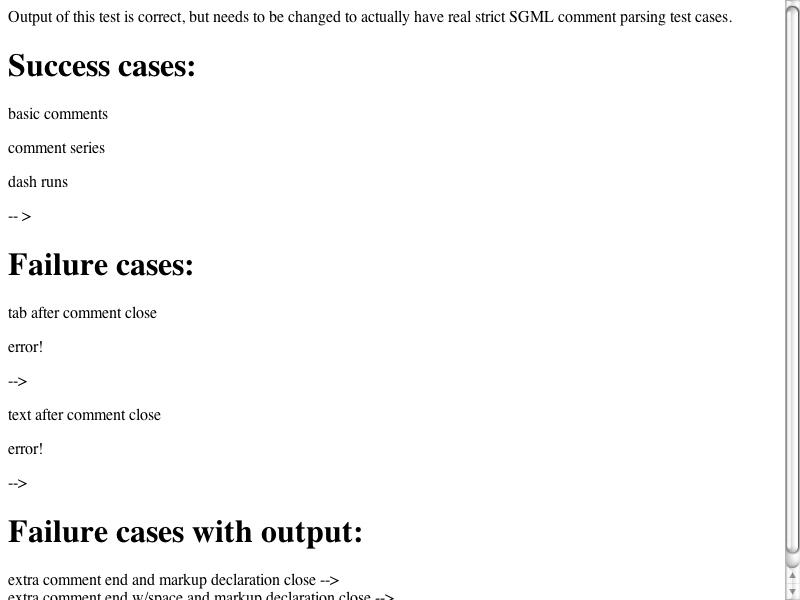 Output of this test is correct, but needs to be changed to actually have real strict SGML comment parsing test cases.
Success cases:
basic comments
comment series
dash runs
-- >
Failure cases:
tab after comment close
error!
-->
text after comment close
error!
-->
Failure cases with output:
extra comment end and markup declaration close -->
extra comment end w/space and markup declaration close -->